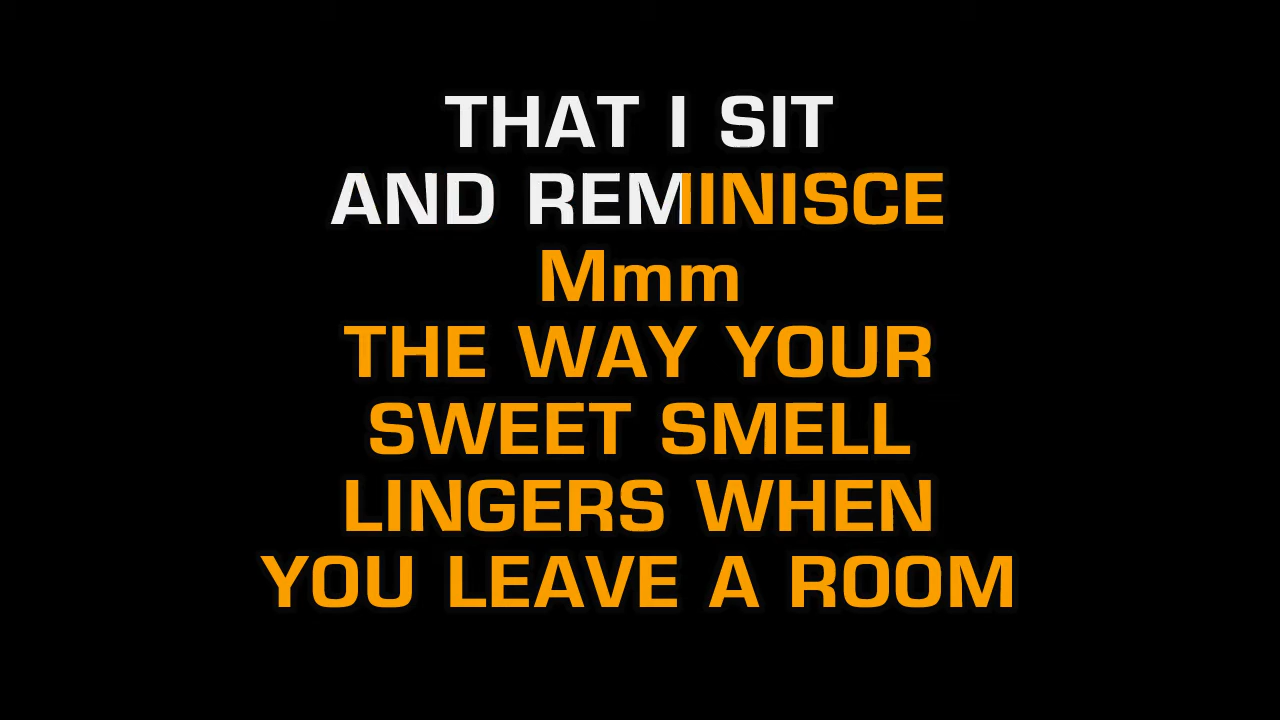 THAT I SIT
AND REMINISCE
Mmm
THE WAY YOUR
SWEET SMELL
LINGERS WHEN
YOU LEAVE A ROOM